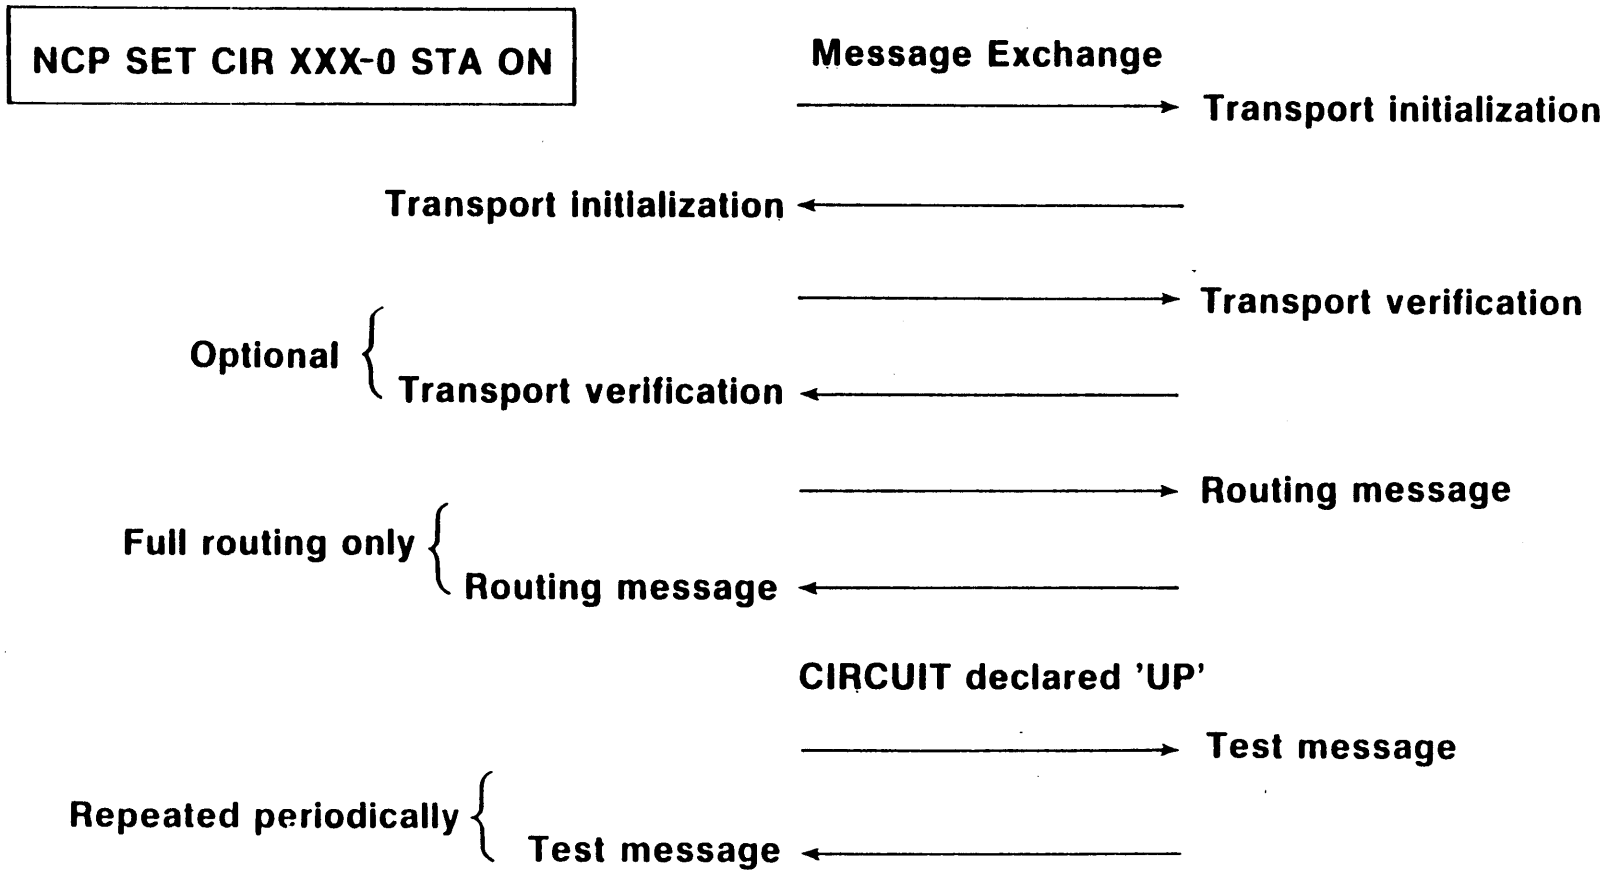 NCP SET CIR XXX-0 STA ON
Message Exchange
Transport initialization
Transport initialization
Transport verification
Optional
Transport verification
Routing message
Full routing only
Routing message
CIRCUIT declared 'UP'
Test message
Repeated periodically
Test message